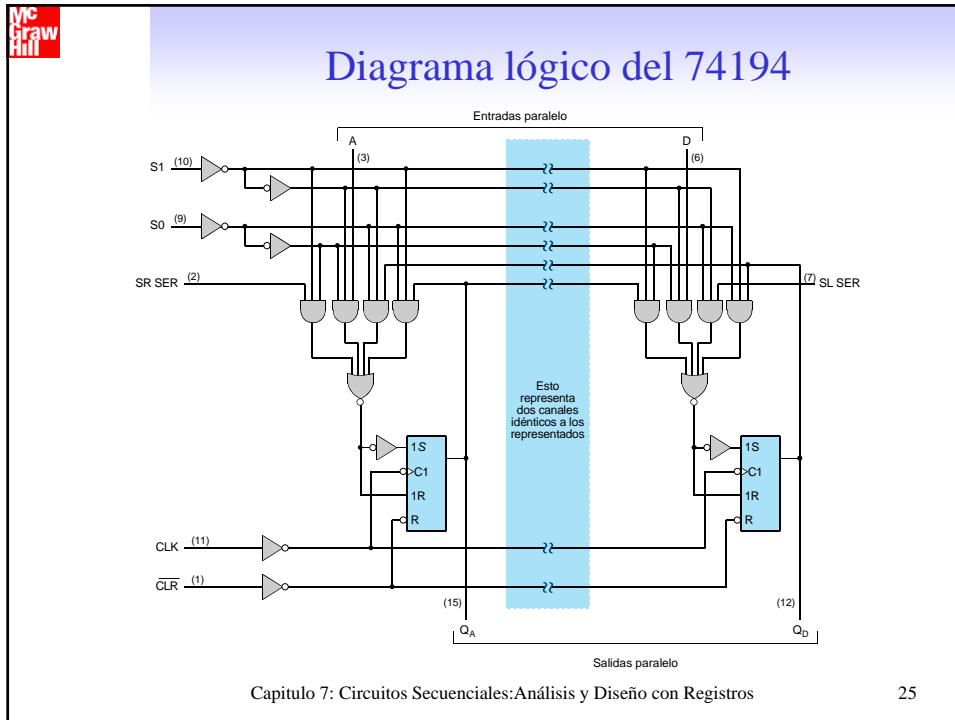 Mc
Graw
Hill
Diagrama lógico del 74194
Entradas paralelo
A
D
(3)
(6)
S1 (10)
S0 (9)
SR SER (2)
(7) SL SER
Esto
representa
dos canales
idénticos a los
representados
1S
1S
C1
C1
1R
1R
R
R
CLK (11)
CLR (1)
(15)
(12)
QA
QD
Salidas paralelo
Capitulo 7: Circuitos Secuenciales:Análisis y Diseño con Registros
25